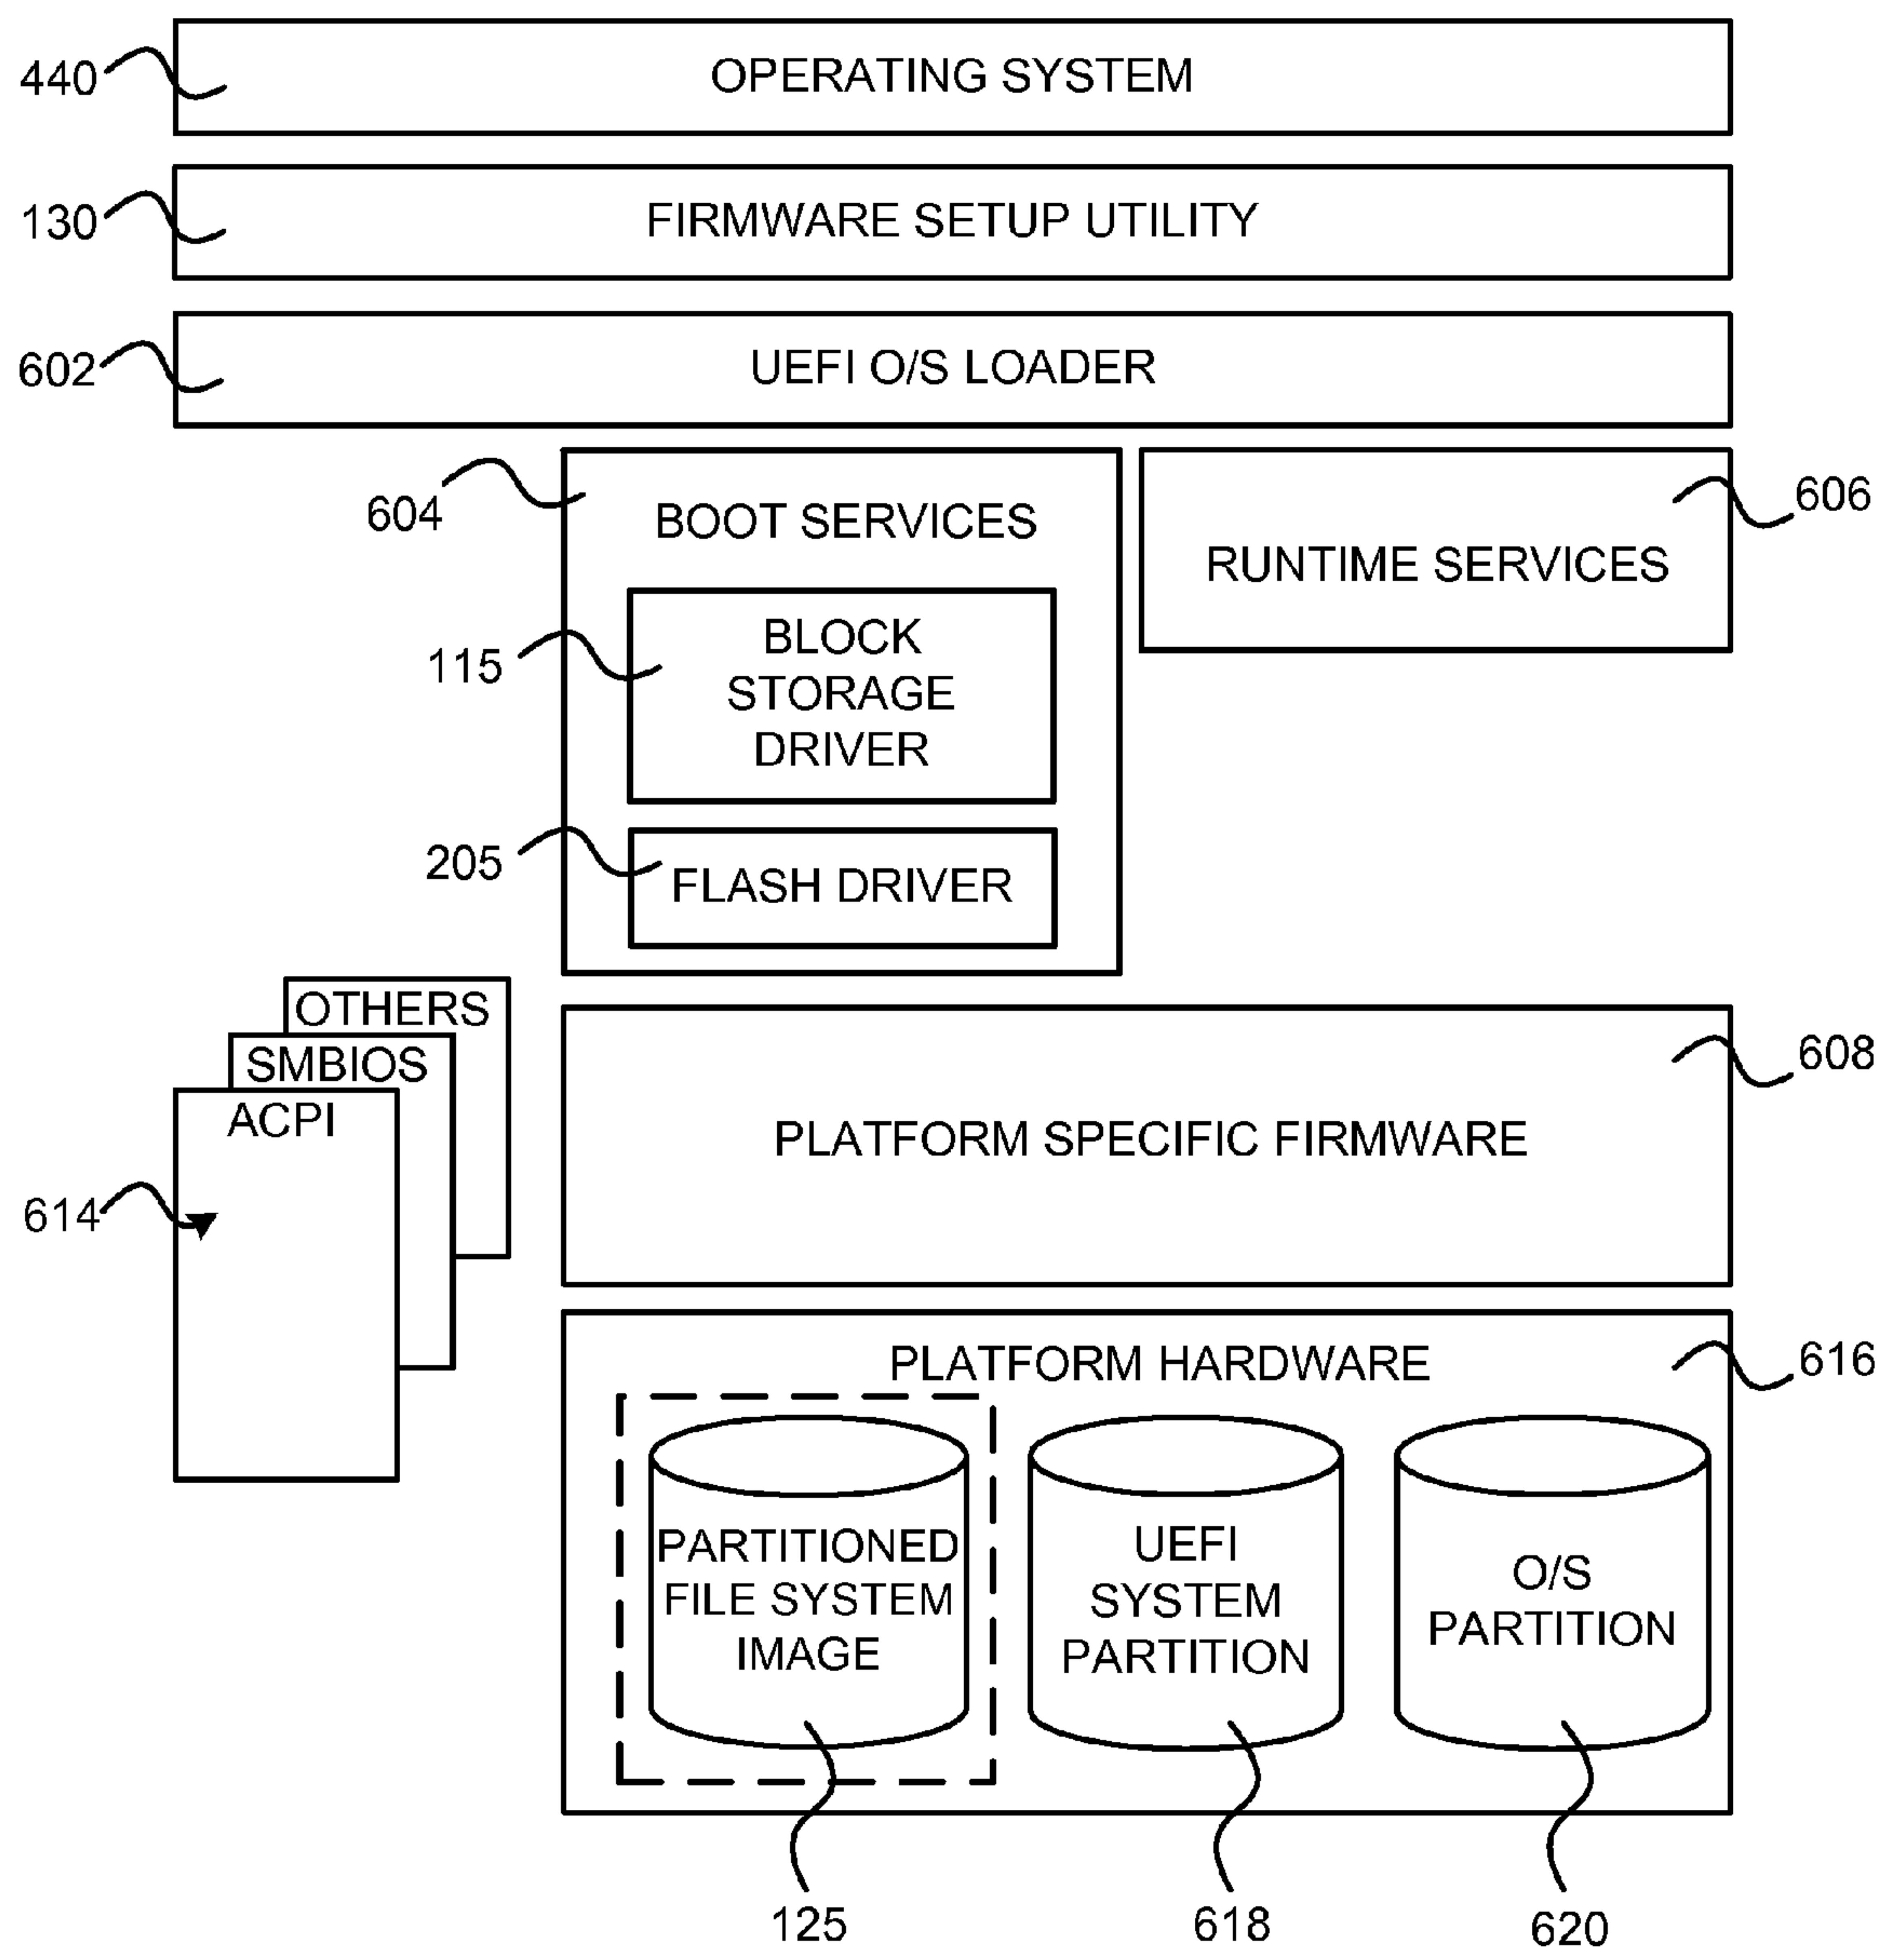 440
OPERATING SYSTEM
130
FIRMWARE SETUP UTILITY
602
UEFI O/S LOADER
604
BOOT SERVICES
606
RUNTIME SERVICES
115
BLOCK
STORAGE
DRIVER
205
FLASH DRIVER
OTHERS
SMBIOS
ACPI
614
608
PLATFORM SPECIFIC FIRMWARE
PLATFORM HARDWARE
616
PARTITIONED
FILE SYSTEM
IMAGE
UEFI
SYSTEM
PARTITION
O/S
PARTITION
125
618
620